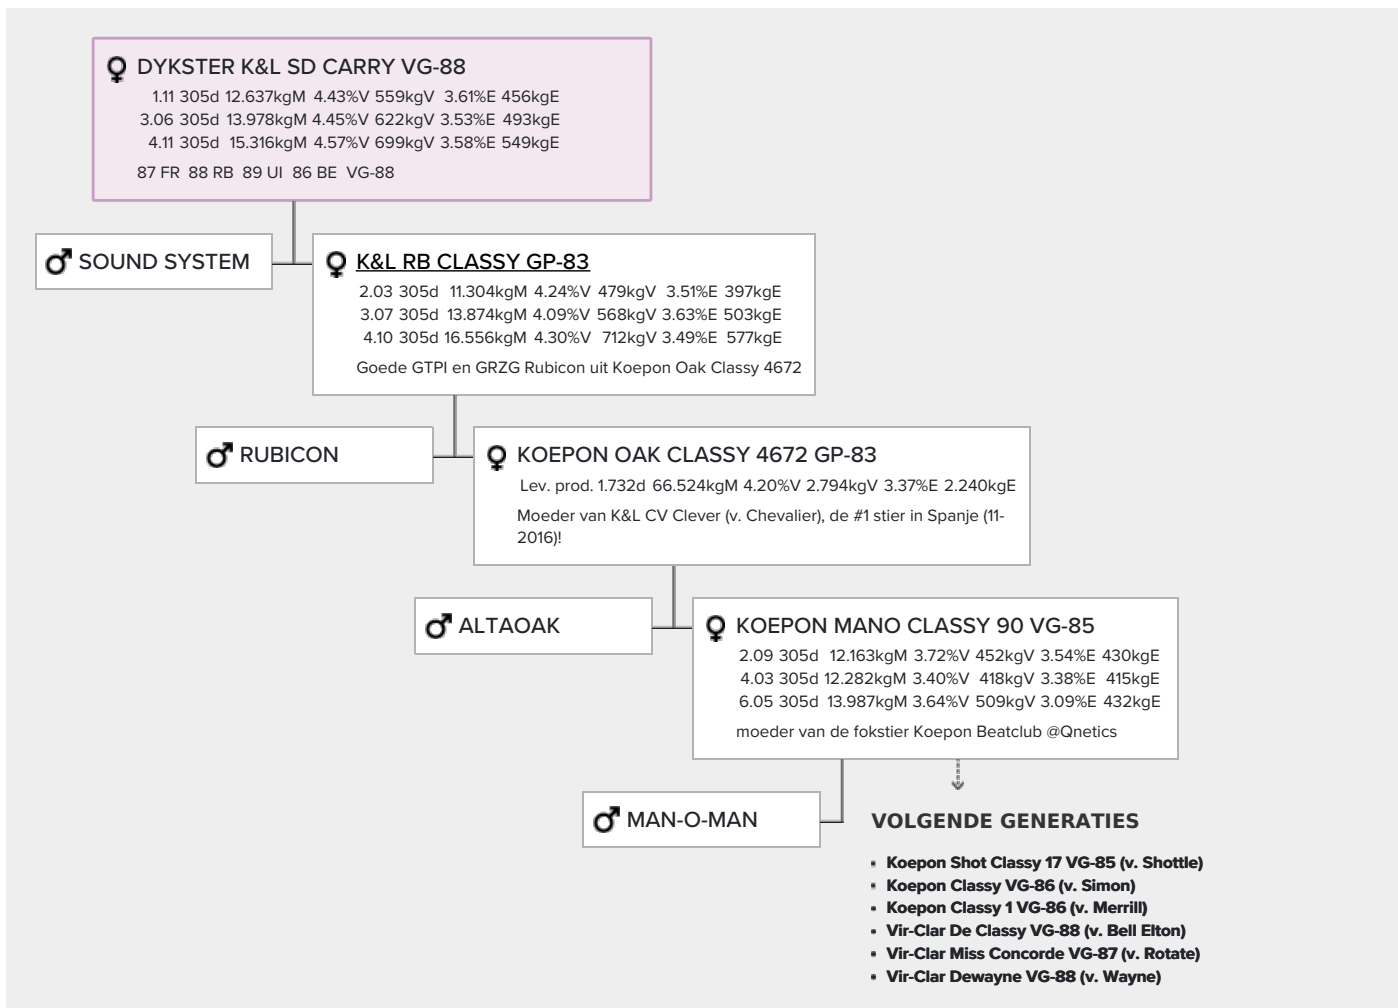 DYKSTER K&L SD CARRY VG-88
1.11 305d 12.637kgM 4.43%V 559kgV 3.61%E 456kgE
3.06 305d 13.978kgM 4.45%V 622kgV 3.53%E 493kgE
4.11 305d 15.316kgM 4.57%V 699kgV 3.58%E 549kgE
87 FR 88 RB 89 UI 86 BE VG-88
SOUND SYSTEM
K&L RB CLASSY GP-83
2.03 305d 11.304kgM 4.24%V 479kgV 3.51%E 397kgE
3.07 305d 13.874kgM 4.09%V 568kgV 3.63%E 503kgE
4.10 305d 16.556kgM 4.30%V 712kgV 3.49%E 577kgE
Goede GTPI en GRZG Rubicon uit Koepon Oak Classy 4672
RUBICON
KOEPON OAK CLASSY 4672 GP-83
Lev. prod. 1.732d 66.524kgM 4.20%V 2.794kgV 3.37%E 2.240kgE
Moeder van K&L CV Clever (v. Chevalier), de #1 stier in Spanje (11-
2016)!
ALTAOAK
KOEPON MANO CLASSY 90 VG-85
2.09 305d 12.163kgM 3.72%V 452kgV 3.54%E 430kgE
4.03 305d 12.282kgM 3.40%V 418kgV 3.38%E 415kgE
6.05 305d 13.987kgM 3.64%V 509kgV 3.09%E 432kgE
moeder van de fokstier Koepon Beatclub @Qnetics
MAN-O-MAN
VOLGENDE GENERATIES
Koepon Shot Classy 17 VG-85 (v. Shottle)
Koepon Classy VG-86 (v. Simon)
Koepon Classy 1 VG-86 (v. Merrill)
Vir-Clar De Classy VG-88 (v. Bell Elton)
Vir-Clar Miss Concorde VG-87 (v. Rotate)
Vir-Clar Dewayne VG-88 (v. Wayne)